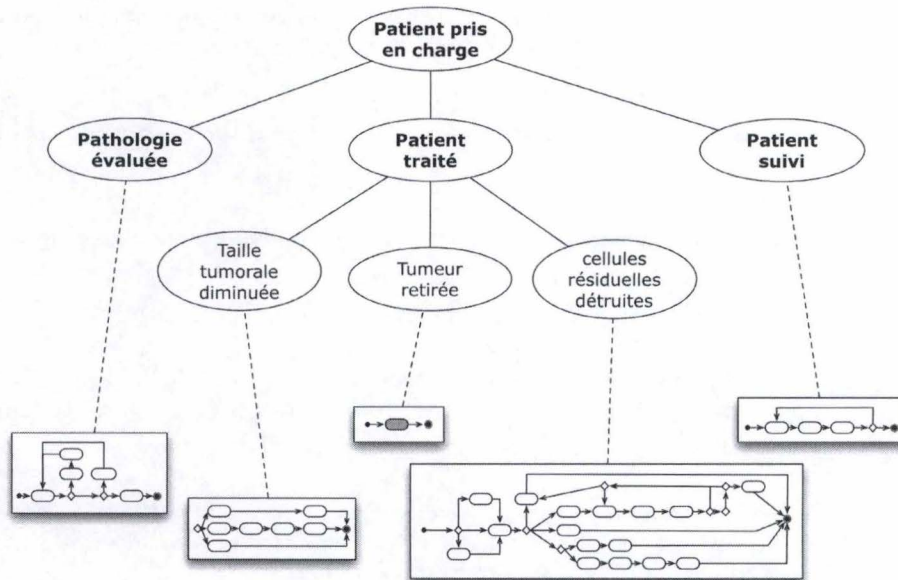 Patient pris
en charge
Pathologie
évaluée
Patient
traité
Patient
suivi
Taille
tumorale
diminuée
Tumeur
retirée
cellules
résiduelles
détruites